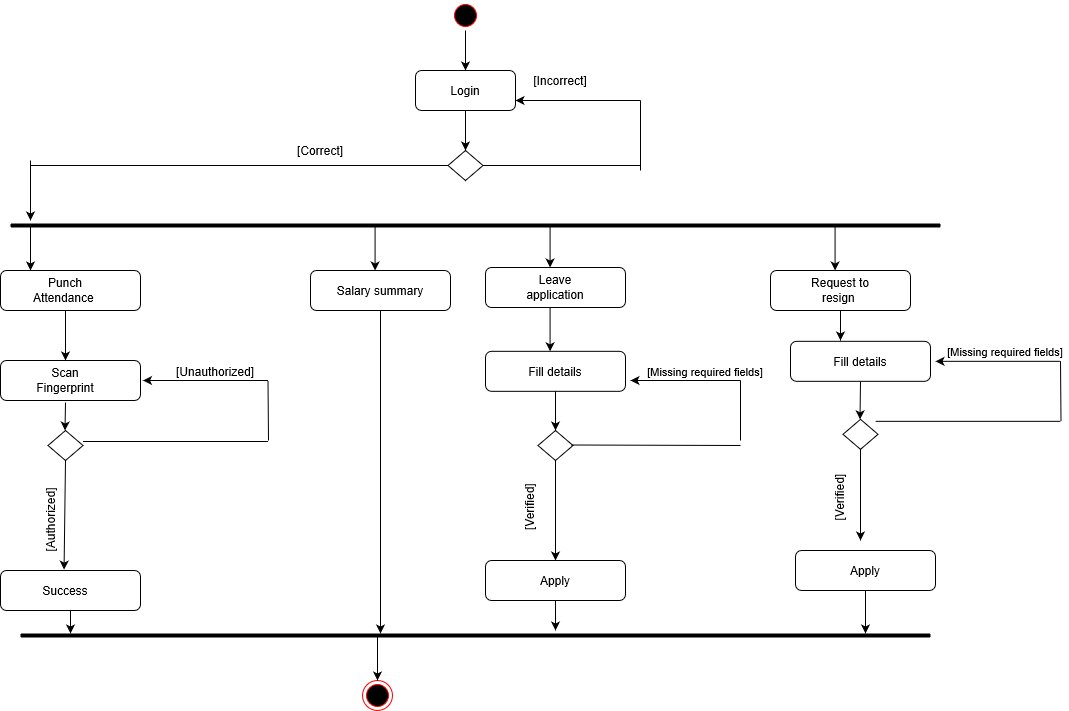 [Incorrect]
Login
[Correct]
Punch
Attendance
Salary summary
Leave
application
Request to
resign
Scan
Fingerprint
[Unauthorized]
Fill details
[Missing required fields]
Fill details
[Missing required fields]
[Authorized]
[Verified]
[Verified]
Success
Apply
Apply